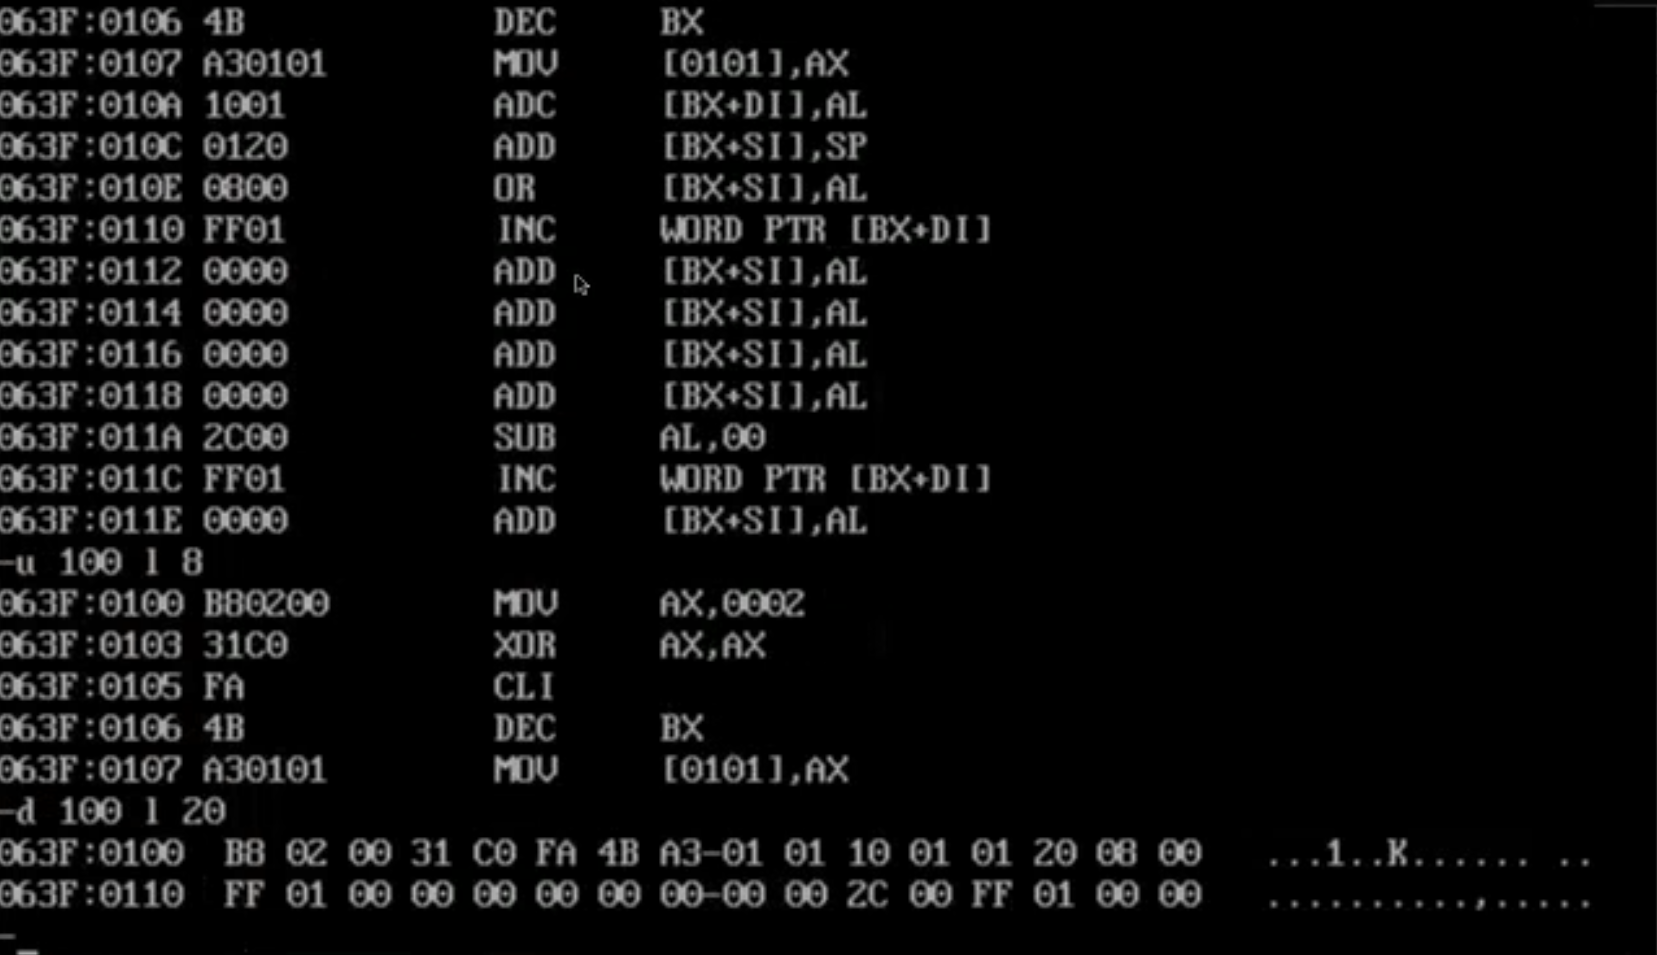 063F:0106 4B DEC BX
063F:0107 A30101 MOV [0101],AX
063F:010A 1001 ADC [BX+DI],AL
063F:010C 0120 ADD [BX+SI],SP
063F:010E 0800 OR [BX+SI],AL
063F:0110 FF01 INC WORD PTR [BX+DI]
063F:0112 0000 ADD [BX+SI],AL
063F:0114 0000 ADD [BX+SI],AL
063F:0116 0000 ADD [BX+SI],AL
063F:0118 0000 ADD [BX+SI],AL
063F:011A 2C00 SUB AL,00
063F:011C FF01 INC WORD PTR [BX+DI]
063F:011E 0000 ADD [BX+SI],AL
-u 100 l 8
063F:0100 B80200 MOV AX,0002
063F:0103 31C0 XOR AX,AX
063F:0105 FA CLI
063F:0106 4B DEC BX
063F:0107 A30101 MOV [0101],AX
-d 100 l 20
063F:0100 B8 02 00 31 C0 FA 4B A3-01 01 10 01 01 20 08 00 ...1..K...... ..
063F:0110 FF 01 00 00 00 00 00 00-00 00 2C 00 FF 01 00 00 ..........,.....
-_